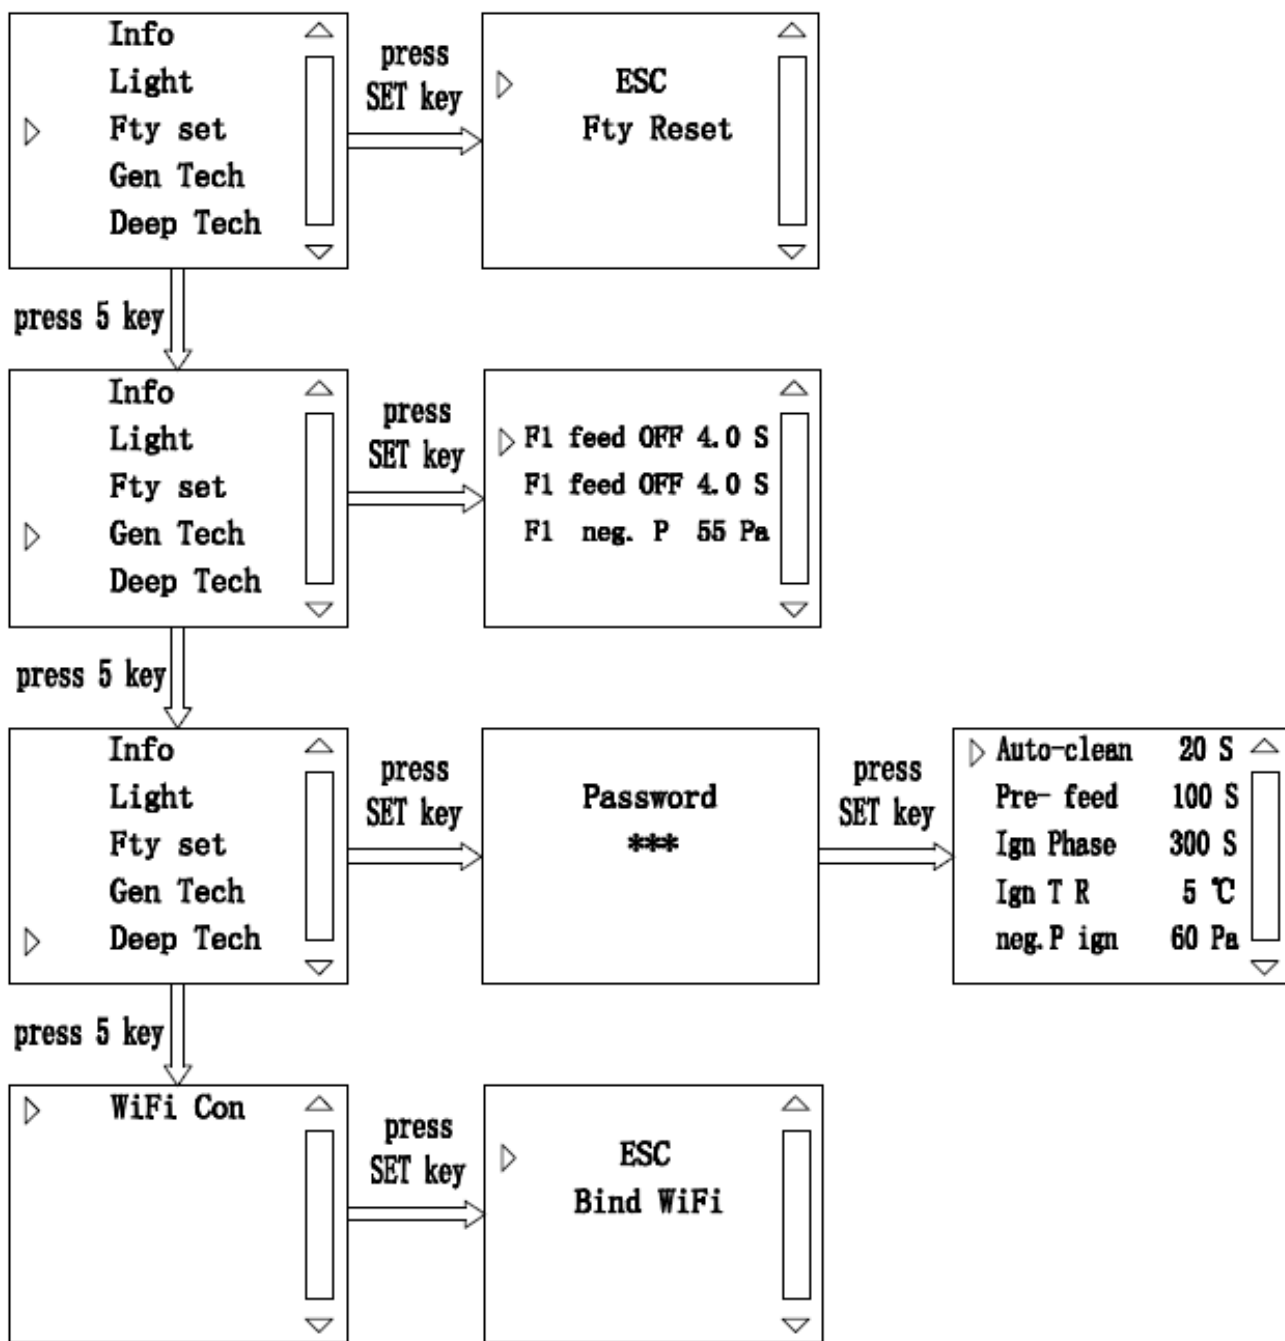 Info
Light
Fty set
Gen Tech
Deep Tech
press
SET key
ESC
Fty Reset
press 5 key
Info
Light
Fty set
Gen Tech
Deep Tech
press
SET key
F1 feed OFF 4.0 S
F1 feed OFF 4.0 S
F1 neg. P 55 Pa
press 5 key
Info
Light
Fty set
Gen Tech
Deep Tech
press
SET key
Password
***
press
SET key
Auto-clean 20 S
Pre- feed 100 S
Ign Phase 300 S
Ign T R 5 ℃
neg.P ign 60 Pa
press 5 key
WiFi Con
press
SET key
ESC
Bind WiFi